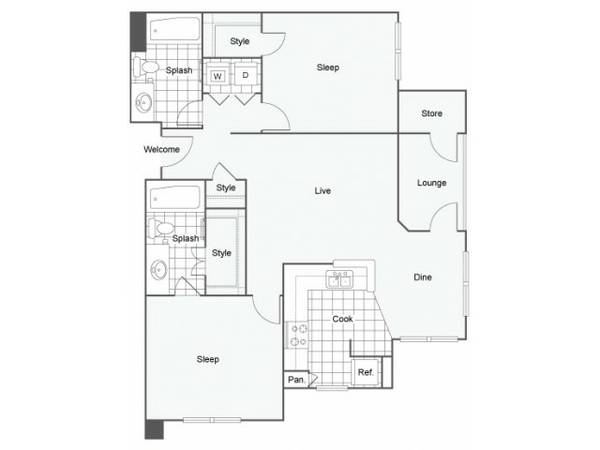 Style
Splash
Sleep
W
D
Store
Welcome
Style
Live
Lounge
Splash
Style
Dine
Cook
Sleep
Pan.
Ref.